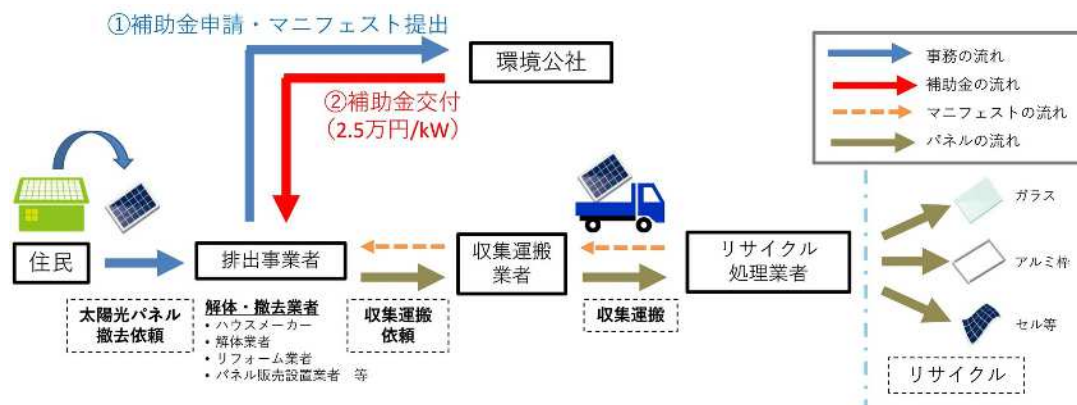 ①補助金申請・マニフェスト提出
環境公社
②補助金交付
(2.5万円/kW)
事務の流れ
補助金の流れ
マニフェストの流れ
パネルの流れ
住民
排出事業者
収集運搬
業者
リサイクル
処理業者
太陽光パネル
撤去依頼
解体・撤去業者
• ハウスメーカー
• 解体業者
• リフォーム業者
• パネル販売設置業者 等
収集運搬
依頼
収集運搬
ガラス
アルミ枠
セル等
リサイクル